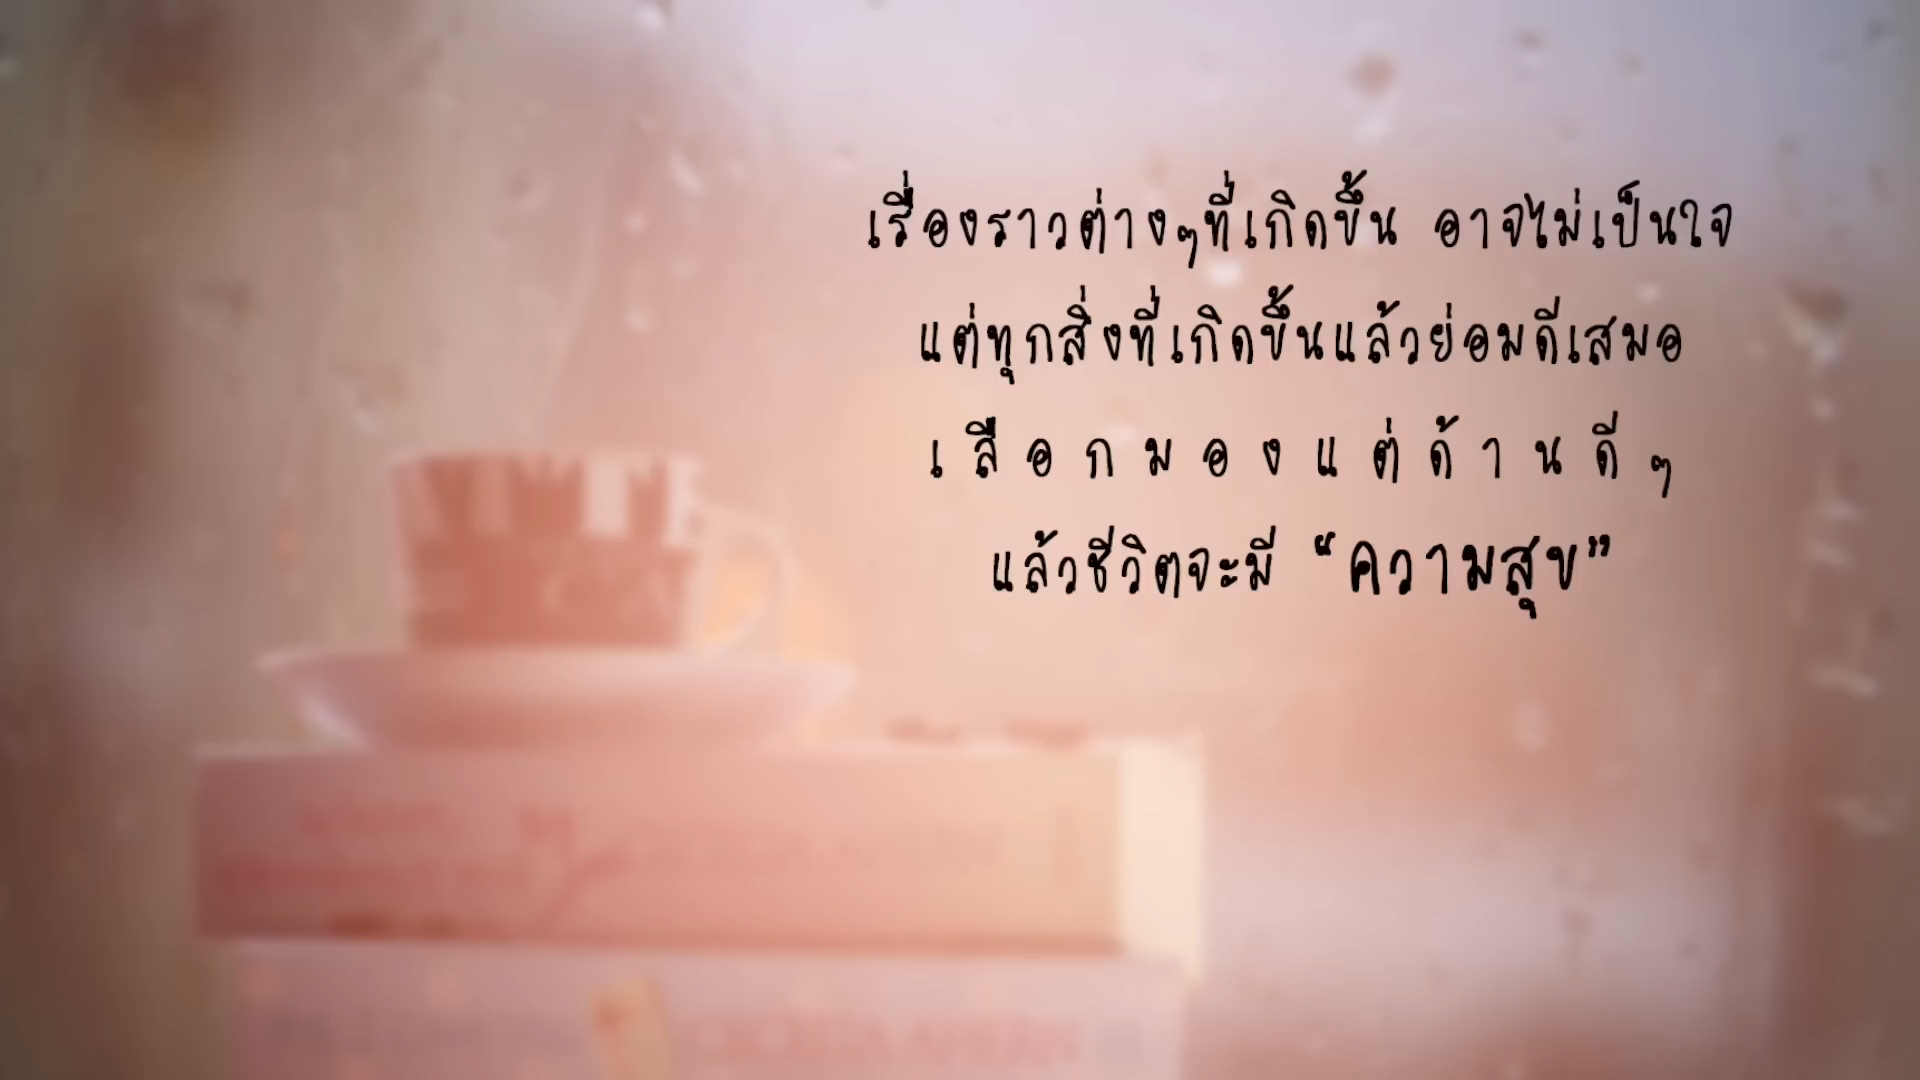 เรื่องราวต่างๆที่เกิดขึ้น อาจไม่เป็นใจ
แต่ทุกสิ่งที่เกิดขึ้นแล้วย่อมดีเสมอ
เลือกมองแต่ด้านดีๆ
แล้วชีวิตจะมี “ความสุข”